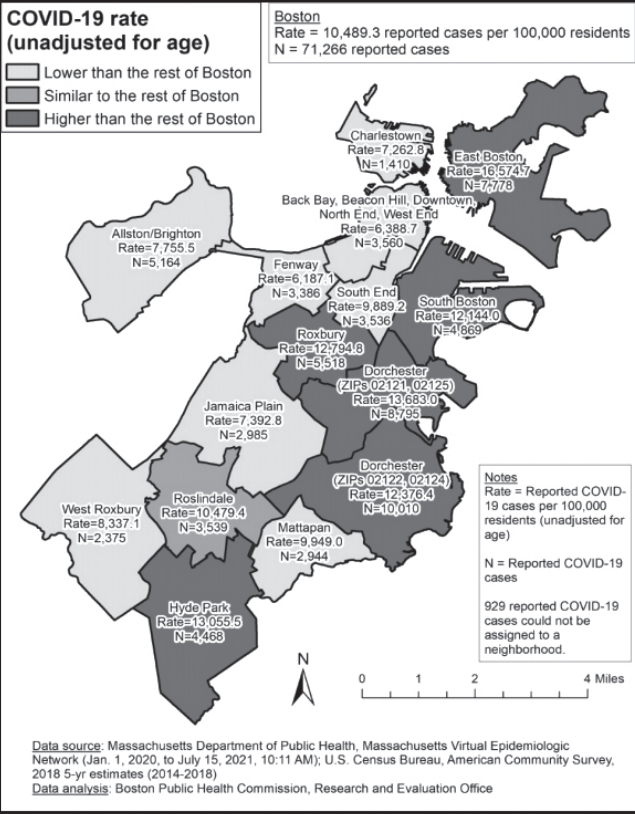 COVID-19 rate
(unadjusted for age)
Lower than the rest of Boston
Similar to the rest of Boston
Higher than the rest of Boston
Boston
Rate = 10,489.3 reported cases per 100,000 residents
N = 71,266 reported cases
Charlestown
Rate=7,262.8
N=1,410
East Boston
Rate=16,574.7
N=7,778
Back Bay, Beacon Hill, Downtown,
North End, West End
Rate=6,388.7
N=3,560
Allston/Brighton
Rate=7,755.5
N=5,164
Fenway
Rate=6,187.1
N=3,386
South End
Rate=9,889.2
N=3,536
South Boston
Rate=12,144.0
N=4,869
Roxbury
Rate=12,794.8
N=5,518
Dorchester
(ZIPs 02121, 02125)
Rate=13,683.0
N=8,795
Jamaica Plain
Rate=7,392.8
N=2,985
Dorchester
(ZIPs 02122, 02124)
Rate=12,376.4
N=10,010
West Roxbury
Rate=8,337.1
N=2,375
Roslindale
Rate=10,479.4
N=3,539
Mattapan
Rate=9,949.0
N=2,944
Hyde Park
Rate=13,055.5
N=4,468
Notes
Rate = Reported COVID-
19 cases per 100,000
residents (unadjusted for
age)
N = Reported COVID-19
cases
929 reported COVID-19
cases could not be
assigned to a
neighborhood.
N
0 1 2 4 Miles
Data source: Massachusetts Department of Public Health, Massachusetts Virtual Epidemiologic
Network (Jan. 1, 2020, to July 15, 2021, 10:11 AM); U.S. Census Bureau, American Community Survey,
2018 5-yr estimates (2014-2018)
Data analysis: Boston Public Health Commission, Research and Evaluation Office